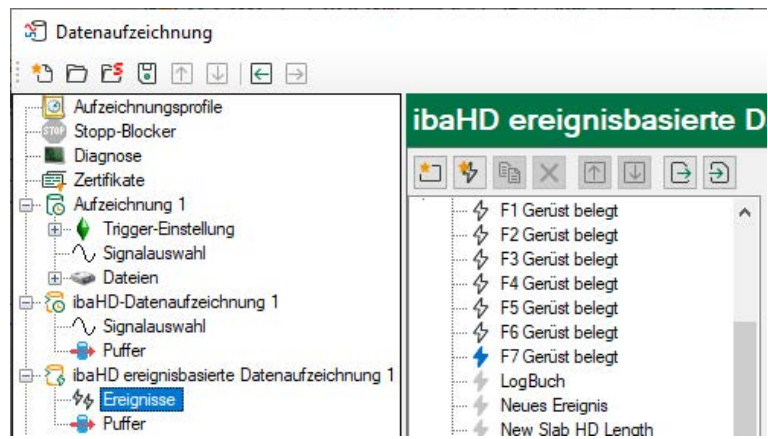 Datenaufzeichnung
Aufzeichnungsprofile
STOP Stopp-Blocker
Diagnose
Zertifikate
Aufzeichnung 1
Trigger-Einstellung
Signalauswahl
Dateien
ibaHD-Datenaufzeichnung 1
Signalauswahl
Puffer
ibaHD ereignisbasierte Datenaufzeichnung 1
Ereignisse
Puffer
ibaHD ereignisbasierte D
F1 Gerüst belegt
F2 Gerüst belegt
F3 Gerüst belegt
F4 Gerüst belegt
F5 Gerüst belegt
F6 Gerüst belegt
F7 Gerüst belegt
LogBuch
Neues Ereignis
New Slab HD Length